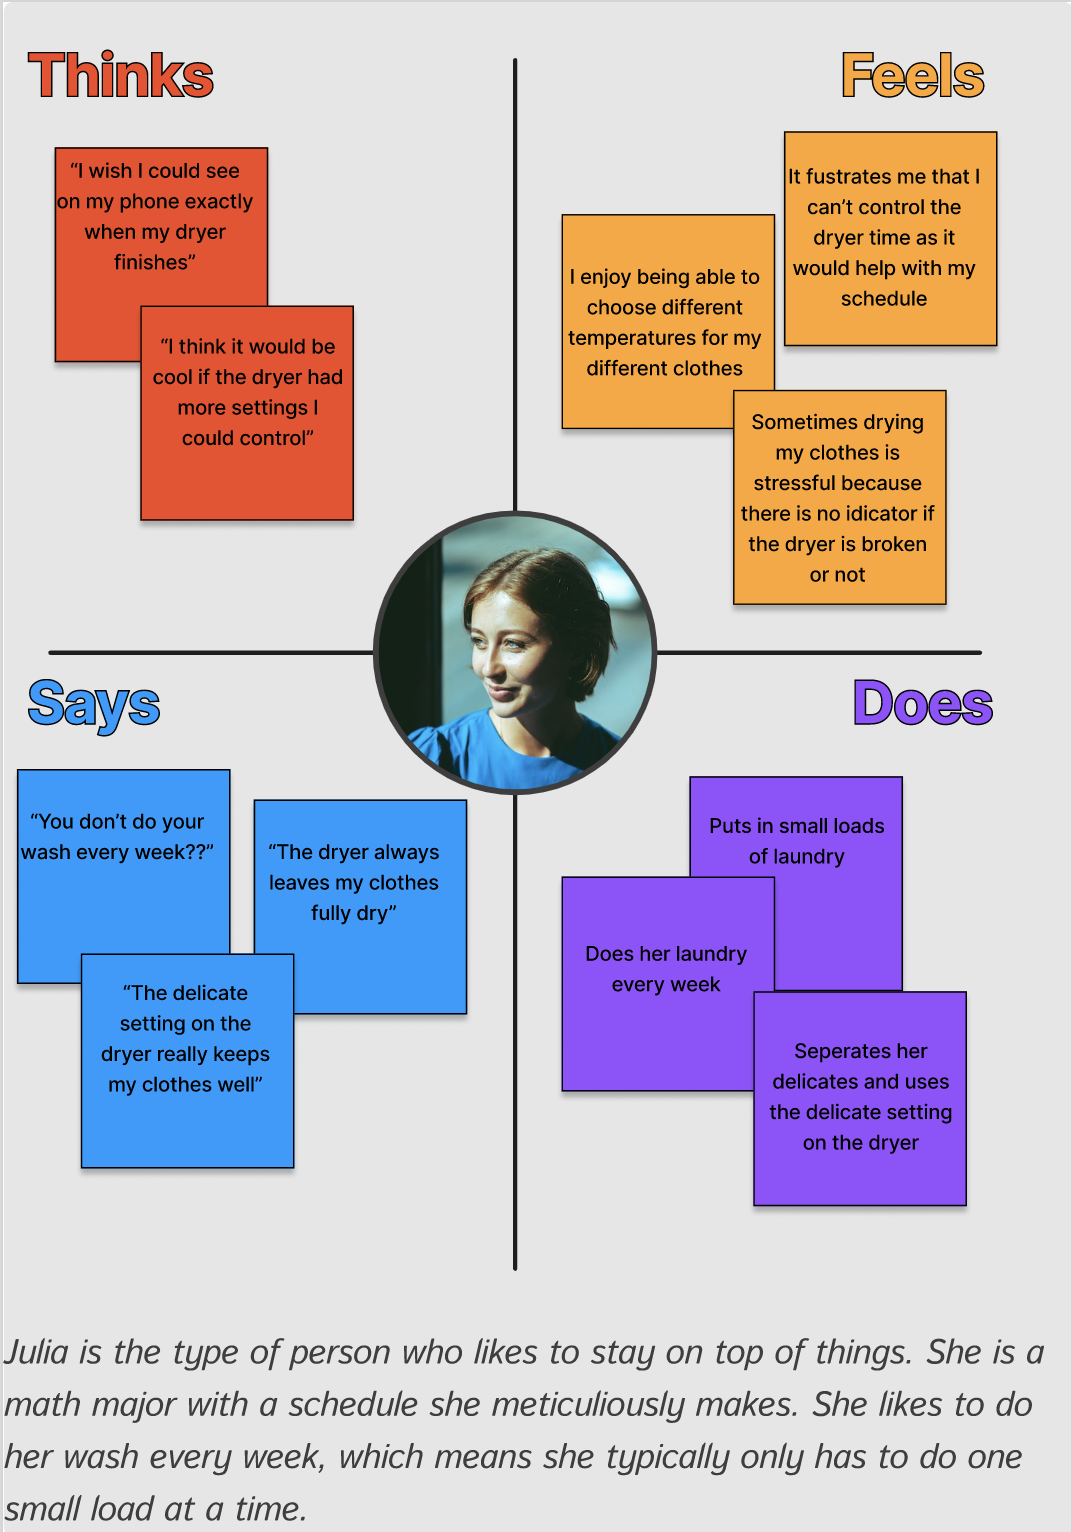 Thinks
“I wish I could see
on my phone exactly
when my dryer
finishes”
“I think it would be
cool if the dryer had
more settings I
could control”
Feels
It fustrates me that I
can’t control the
dryer time as it
would help with my
schedule
I enjoy being able to
choose different
temperatures for my
different clothes
Sometimes drying
my clothes is
stressful because
there is no idicator if
the dryer is broken
or not
Says
“You don’t do your
wash every week??”
“The dryer always
leaves my clothes
fully dry”
“The delicate
setting on the
dryer really keeps
my clothes well”
Does
Puts in small loads
of laundry
Does her laundry
every week
Seperates her
delicates and uses
the delicate setting
on the dryer
Julia is the type of person who likes to stay on top of things. She is a
math major with a schedule she meticuliously makes. She likes to do
her wash every week, which means she typically only has to do one
small load at a time.